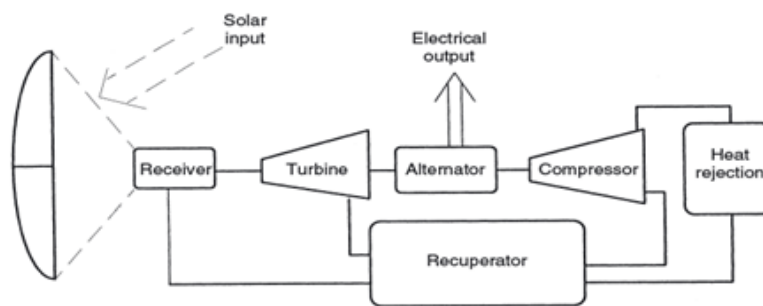 Solar
input
Electrical
output
Receiver
Turbine
Alternator
Compressor
Heat
rejection
Recuperator